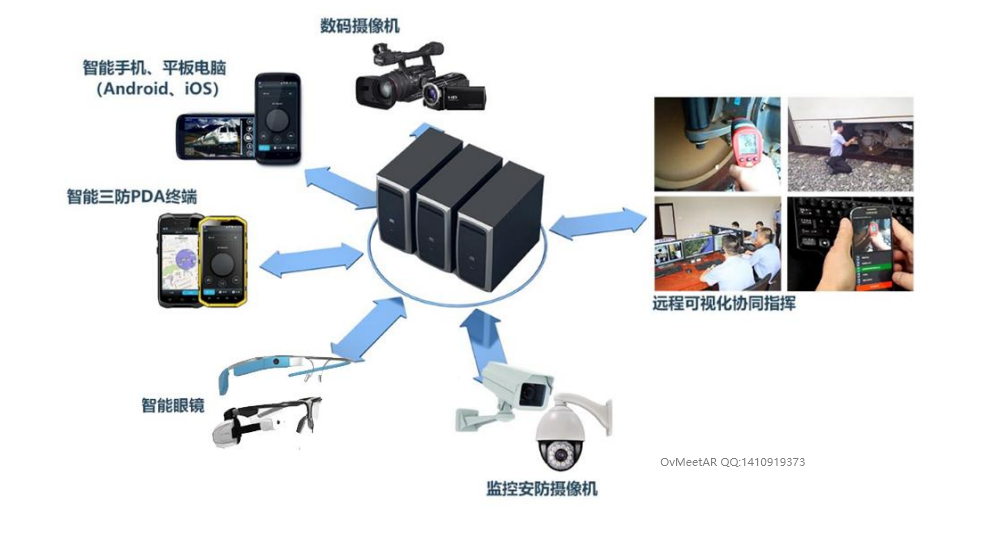 数码摄像机
智能手机、平板电脑
（Android、iOS）
智能三防PDA终端
远程可视化协同指挥
智能眼镜
OvMeetAR QQ:1410919373
监控安防摄像机